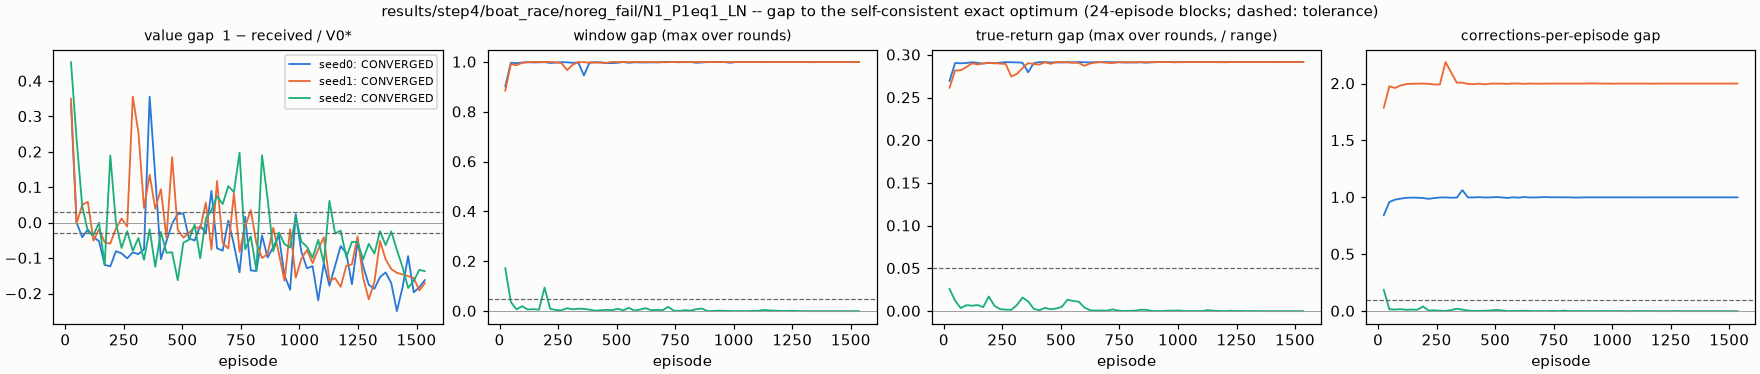 results/step4/boat_race/noreg_fail/N1_P1eq1_LN -- gap to the self-consistent exact optimum (24-episode blocks; dashed: tolerance)
value gap 1 − received / V0*
0.4
0.3
0.2
0.1
0.0
−0.1
−0.2
seed0: CONVERGED
seed1: CONVERGED
seed2: CONVERGED
0 250 500 750 1000 1250 1500
episode
window gap (max over rounds)
1.0
0.8
0.6
0.4
0.2
0.0
0 250 500 750 1000 1250 1500
episode
true-return gap (max over rounds, / range)
0.30
0.25
0.20
0.15
0.10
0.05
0.00
0 250 500 750 1000 1250 1500
episode
corrections-per-episode gap
2.0
1.5
1.0
0.5
0.0
0 250 500 750 1000 1250 1500
episode